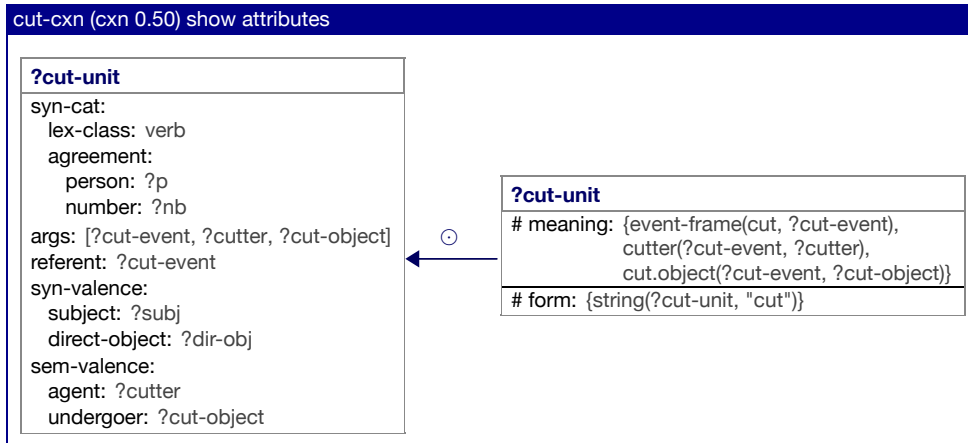 cut-cxn (cxn 0.50) show attributes
?cut-unit
syn-cat:
lex-class: verb
agreement:
person: ?p
number: ?nb
args: [?cut-event, ?cutter, ?cut-object]
referent: ?cut-event
syn-valence:
subject: ?subj
direct-object: ?dir-obj
sem-valence:
agent: ?cutter
undergoer: ?cut-object
⊙
?cut-unit
# meaning: {event-frame(cut, ?cut-event),
cutter(?cut-event, ?cutter),
cut.object(?cut-event, ?cut-object)}
# form: {string(?cut-unit, "cut")}